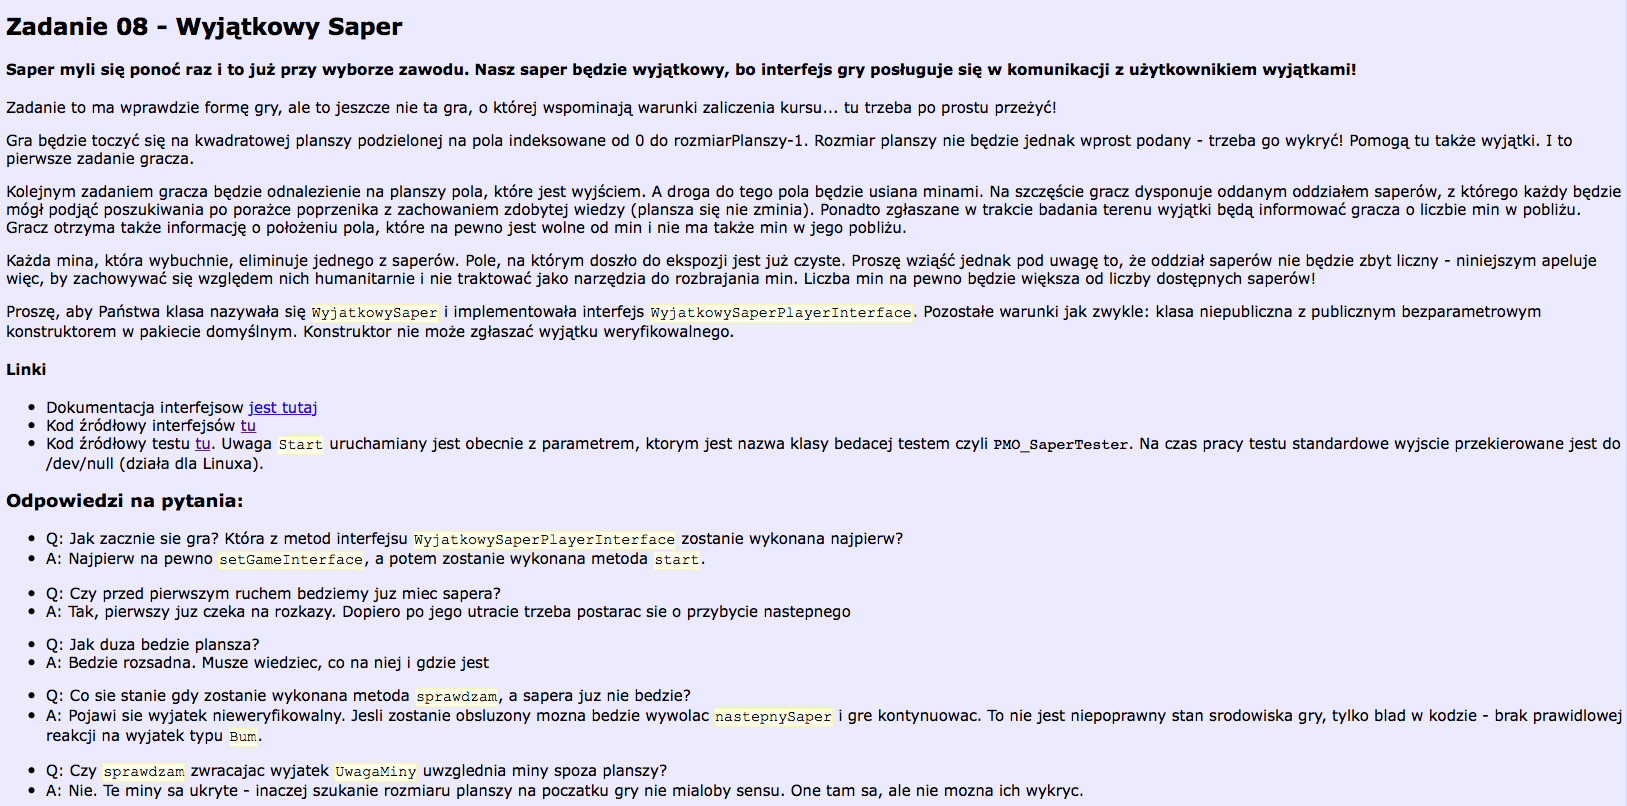 Zadanie 08 - Wyjątkowy Saper
Saper myli się ponoć raz i to już przy wyborze zawodu. Nasz saper będzie wyjątkowy, bo interfejs gry posługuje się w komunikacji z użytkownikiem wyjątkami!
Zadanie to ma wprawdzie formę gry, ale to jeszcze nie ta gra, o której wspominają warunki zaliczenia kursu... tu trzeba po prostu przeżyć!
Gra będzie toczyć się na kwadratowej planszy podzielonej na pola indeksowane od 0 do rozmiarPlanszy-1. Rozmiar planszy nie będzie jednak wprost podany - trzeba go wykryć! Pomogą tu także wyjątki. I to
pierwsze zadanie gracza.
Kolejnym zadaniem gracza będzie odnalezienie na planszy pola, które jest wyjściem. A droga do tego pola będzie usiana minami. Na szczęście gracz dysponuje oddanym oddziałem saperów, z którego każdy będzie
mógł podjąć poszukiwania po porażce poprzenika z zachowaniem zdobytej wiedzy (plansza się nie zminia). Ponadto zgłaszane w trakcie badania terenu wyjątki będą informować gracza o liczbie min w pobliżu.
Gracz otrzyma także informację o położeniu pola, które na pewno jest wolne od min i nie ma także min w jego pobliżu.
Każda mina, która wybuchnie, eliminuje jednego z saperów. Pole, na którym doszło do ekspozji jest już czyste. Proszę wziąść jednak pod uwagę to, że oddział saperów nie będzie zbyt liczny - niniejszym apeluje
więc, by zachowywać się względem nich humanitarnie i nie traktować jako narzędzia do rozbrajania min. Liczba min na pewno będzie większa od liczby dostępnych saperów!
Proszę, aby Państwa klasa nazywała się WyjatkowySaper i implementowała interfejs WyjatkowySaperPlayerInterface. Pozostałe warunki jak zwykle: klasa niepubliczna z publicznym bezparametrowym
konstruktorem w pakiecie domyślnym. Konstruktor nie może zgłaszać wyjątku weryfikowalnego.
Linki
• Dokumentacja interfejsow jest tutaj
• Kod źródłowy interfejsów tu
• Kod źródłowy testu tu. Uwaga Start uruchamiany jest obecnie z parametrem, ktorym jest nazwa klasy bedacej testem czyli PMO_SaperTester. Na czas pracy testu standardowe wyjscie przekierowane jest do
/dev/null (działa dla Linuxa).
Odpowiedzi na pytania:
• Q: Jak zacznie sie gra? Która z metod interfejsu WyjatkowySaperPlayerInterface zostanie wykonana najpierw?
• A: Najpierw na pewno setGameInterface, a potem zostanie wykonana metoda start.
• Q: Czy przed pierwszym ruchem bedziemy juz miec sapera?
• A: Tak, pierwszy juz czeka na rozkazy. Dopiero po jego utracie trzeba postarac sie o przybycie nastepnego
• Q: Jak duza bedzie plansza?
• A: Bedzie rozsadna. Musze wiedziec, co na niej i gdzie jest
• Q: Co sie stanie gdy zostanie wykonana metoda sprawdzam, a sapera juz nie bedzie?
• A: Pojawi sie wyjatek nieweryfikowalny. Jesli zostanie obsluzony mozna bedzie wywolac nastepnySaper i gre kontynuowac. To nie jest niepoprawny stan srodowiska gry, tylko blad w kodzie - brak prawidlowej
reakcji na wyjatek typu Bum.
• Q: Czy sprawdzam zwracajac wyjatek UwagaMiny uwzglednia miny spoza planszy?
• A: Nie. Te miny sa ukryte - inaczej szukanie rozmiaru planszy na poczatku gry nie mialoby sensu. One tam sa, ale nie mozna ich wykryc.